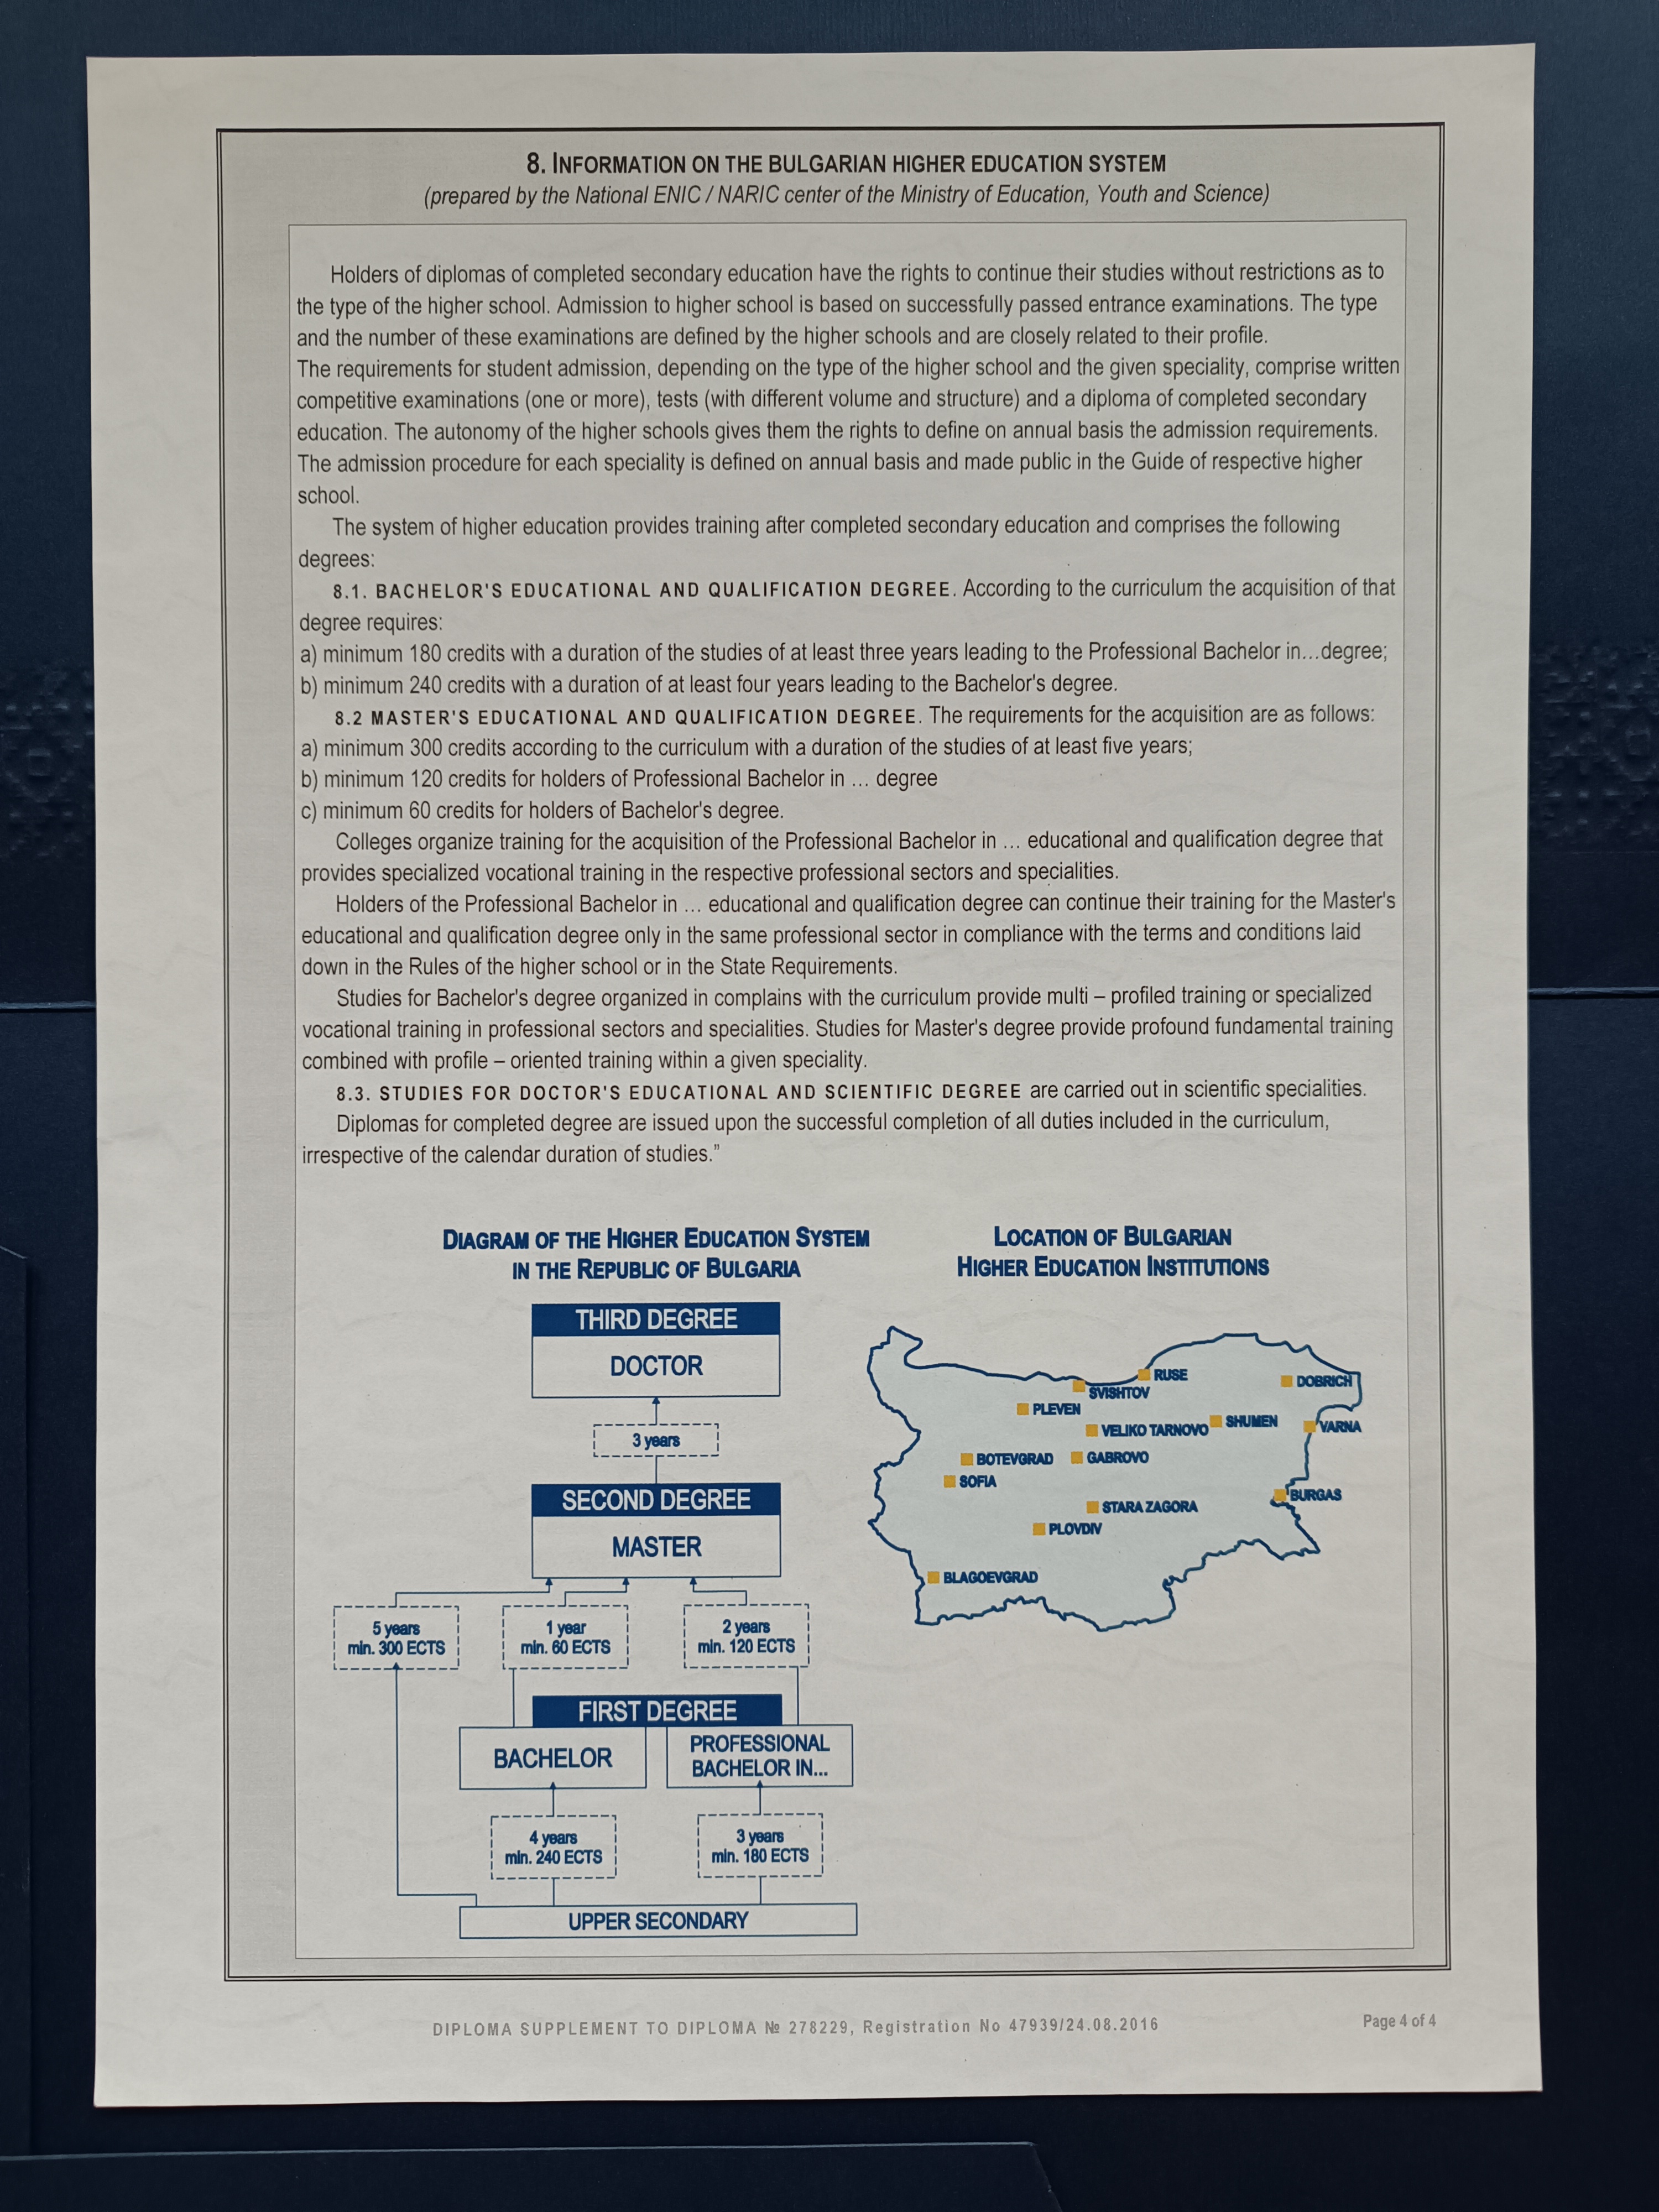 8. INFORMATION ON THE BULGARIAN HIGHER EDUCATION SYSTEM
(prepared by the National ENIC / NARIC center of the Ministry of Education, Youth and Science)
Holders of diplomas of completed secondary education have the rights to continue their studies without restrictions as to
the type of the higher school. Admission to higher school is based on successfully passed entrance examinations. The type
and the number of these examinations are defined by the higher schools and are closely related to their profile.
The requirements for student admission, depending on the type of the higher school and the given speciality, comprise written
competitive examinations (one or more), tests (with different volume and structure) and a diploma of completed secondary
education. The autonomy of the higher schools gives them the rights to define on annual basis the admission requirements.
The admission procedure for each speciality is defined on annual basis and made public in the Guide of respective higher
school.
The system of higher education provides training after completed secondary education and comprises the following
degrees:
8.1. BACHELOR'S EDUCATIONAL AND QUALIFICATION DEGREE. According to the curriculum the acquisition of that
degree requires:
a) minimum 180 credits with a duration of the studies of at least three years leading to the Professional Bachelor in...degree;
b) minimum 240 credits with a duration of at least four years leading to the Bachelor's degree.
8.2 MASTER'S EDUCATIONAL AND QUALIFICATION DEGREE. The requirements for the acquisition are as follows:
a) minimum 300 credits according to the curriculum with a duration of the studies of at least five years;
b) minimum 120 credits for holders of Professional Bachelor in ... degree
c) minimum 60 credits for holders of Bachelor's degree.
Colleges organize training for the acquisition of the Professional Bachelor in ... educational and qualification degree that
provides specialized vocational training in the respective professional sectors and specialities.
Holders of the Professional Bachelor in ... educational and qualification degree can continue their training for the Master's
educational and qualification degree only in the same professional sector in compliance with the terms and conditions laid
down in the Rules of the higher school or in the State Requirements.
Studies for Bachelor's degree organized in complains with the curriculum provide multi – profiled training or specialized
vocational training in professional sectors and specialities. Studies for Master's degree provide profound fundamental training
combined with profile – oriented training within a given speciality.
8.3. STUDIES FOR DOCTOR'S EDUCATIONAL AND SCIENTIFIC DEGREE are carried out in scientific specialities.
Diplomas for completed degree are issued upon the successful completion of all duties included in the curriculum,
irrespective of the calendar duration of studies.”
DIAGRAM OF THE HIGHER EDUCATION SYSTEM
IN THE REPUBLIC OF BULGARIA
THIRD DEGREE
DOCTOR
3 years
SECOND DEGREE
MASTER
5 years
min. 300 ECTS
1 year
min. 60 ECTS
2 years
min. 120 ECTS
FIRST DEGREE
BACHELOR
PROFESSIONAL
BACHELOR IN...
4 years
min. 240 ECTS
3 years
min. 180 ECTS
UPPER SECONDARY
LOCATION OF BULGARIAN
HIGHER EDUCATION INSTITUTIONS
RUSE
DOBRICH
SVISHTOV
PLEVEN
SHUMEN
VELIKO TARNOVO
VARNA
BOTEVGRAD
GABROVO
SOFIA
BURGAS
STARA ZAGORA
PLOVDIV
BLAGOEVGRAD
DIPLOMA SUPPLEMENT TO DIPLOMA № 278229, Registration No 47939/24.08.2016
Page 4 of 4